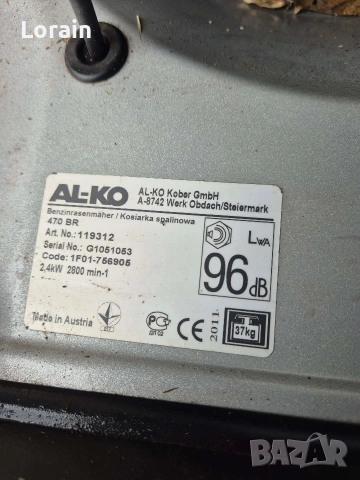 Lorain
AL-KO
AL-KO Kober GmbH
A-8742 Werk Obdach/Steiermark
Benzinrasenmäher / Kosiarka spalinowa
470 BR
Art. No.: 119312
Serial No.: G1051053
Code: 1F01-756905
2,4kW 2800 min-1
LWA
96dB
Made in Austria
CE
2011
37kg
BAZAR